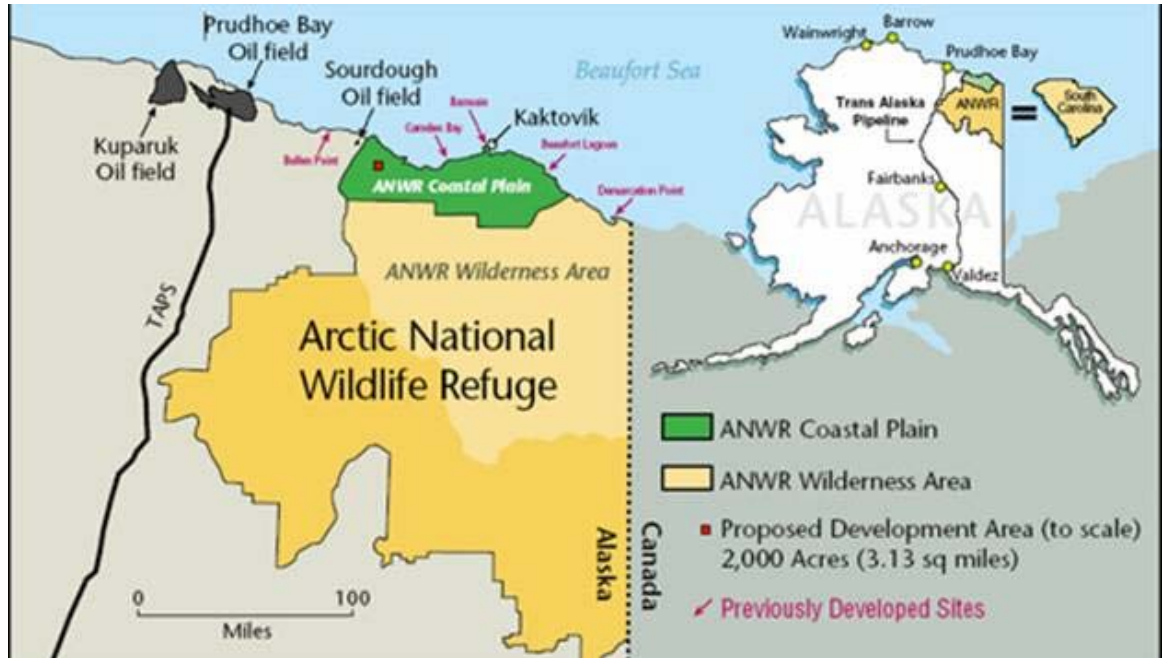 Prudhoe Bay
Oil field
Sourdough
Oil field
Kuparuk
Oil field
Beaufort Sea
Kaktovik
Barrow
Wainwright
Prudhoe Bay
Trans Alaska
Pipeline
ANWR
=
South
Carolina
Fairbanks
ALASKA
Anchorage
Valdez
Bullen Point
Camden Bay
Beaufort Lagoon
Demarcation Point
ANWR Coastal Plain
ANWR Wilderness Area
Arctic National
Wildlife Refuge
TAPS
Alaska
Canada
0 100
Miles
ANWR Coastal Plain
ANWR Wilderness Area
Proposed Development Area (to scale)
2,000 Acres (3.13 sq miles)
Previously Developed Sites